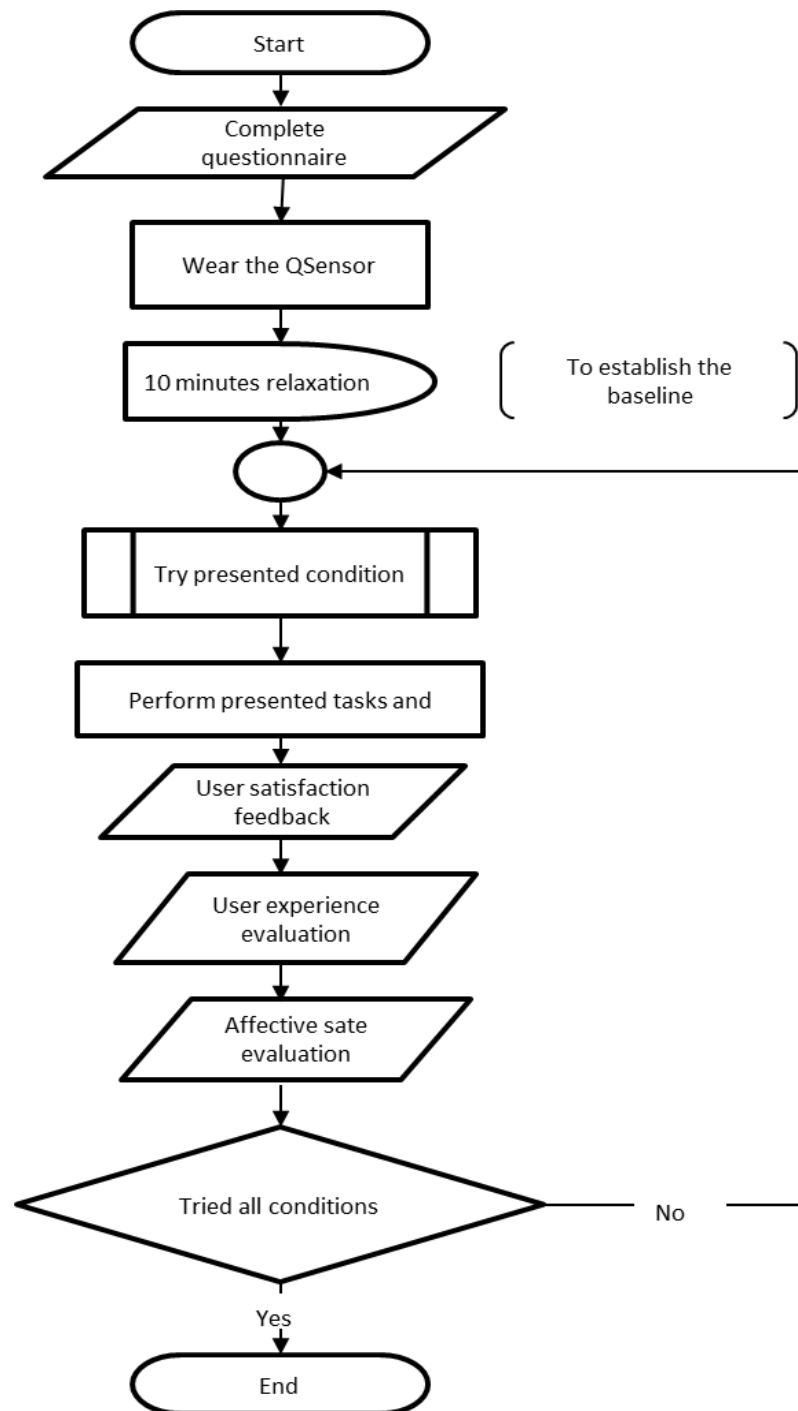 Start
Complete
questionnaire
Wear the QSensor
10 minutes relaxation
To establish the
baseline
Try presented condition
Perform presented tasks and
User satisfaction
feedback
User experience
evaluation
Affective sate
evaluation
Tried all conditions
No
Yes
End